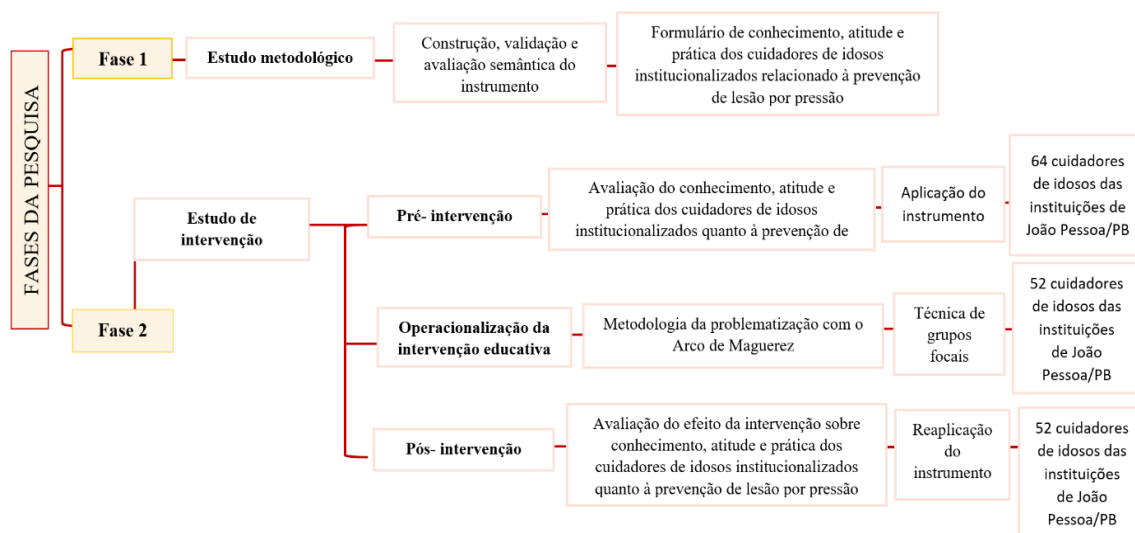 FASES DA PESQUISA
Fase 1
Estudo metodológico
Construção, validação e
avaliação semântica do
instrumento
Formulário de conhecimento, atitude e
prática dos cuidadores de idosos
institucionalizados relacionado à prevenção
de lesão por pressão
Fase 2
Estudo de
intervenção
Pré- intervenção
Avaliação do conhecimento, atitude e
prática dos cuidadores de idosos
institucionalizados quanto à prevenção de
Aplicação do
instrumento
64 cuidadores
de idosos das
instituições de
João Pessoa/PB
Operacionalização da
intervenção educativa
Metodologia da problematização com o
Arco de Maguerez
Técnica de
grupos
focais
52 cuidadores
de idosos das
instituições
de João
Pessoa/PB
Pós- intervenção
Avaliação do efeito da intervenção sobre
conhecimento, atitude e prática dos
cuidadores de idosos institucionalizados
quanto à prevenção de lesão por pressão
Reaplicação
do
instrumento
52 cuidadores
de idosos das
instituições
de João
Pessoa/PB